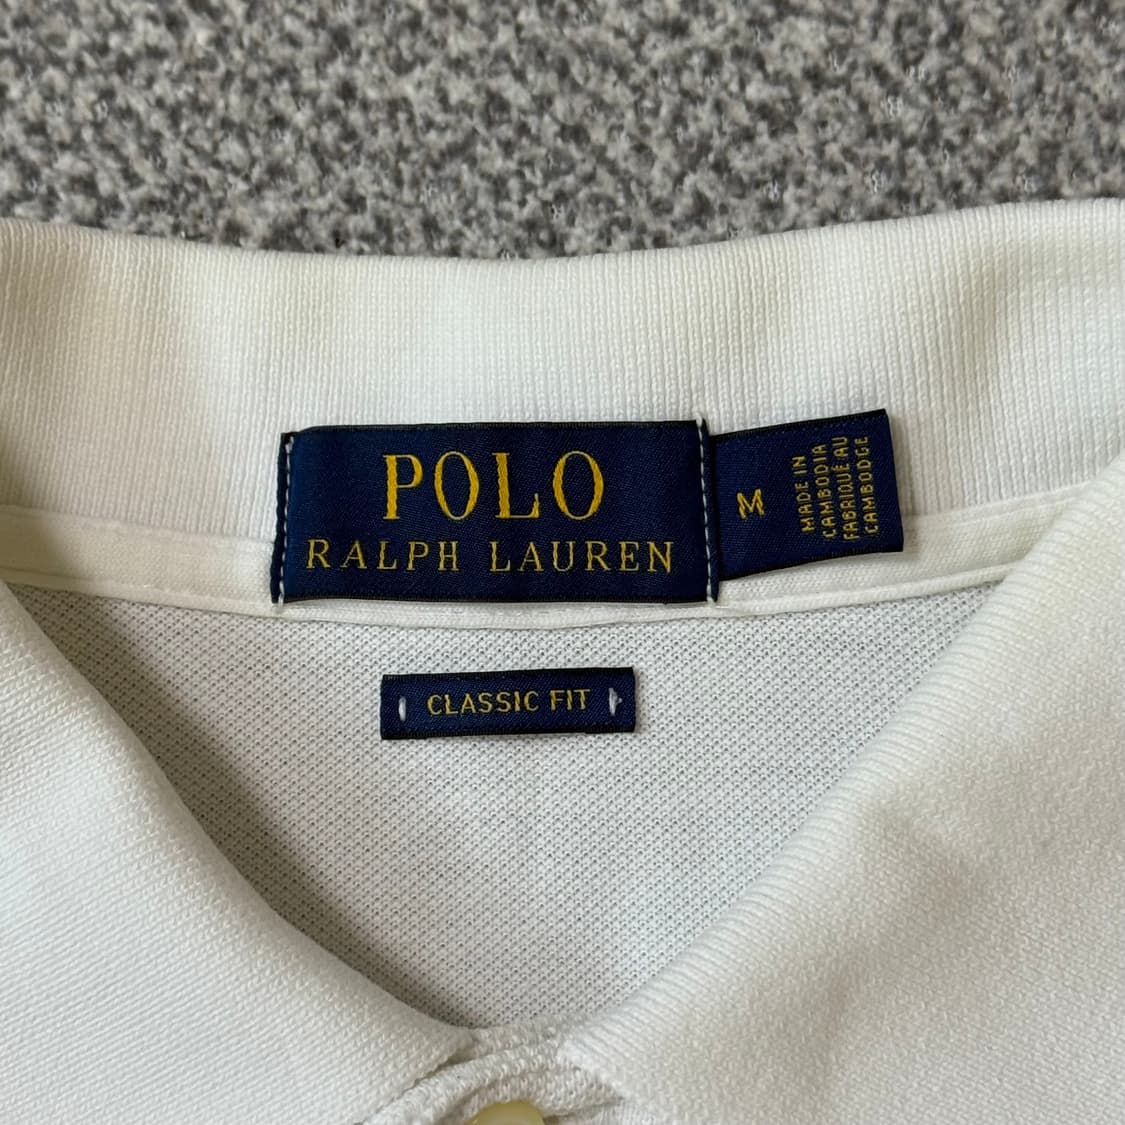 POLO
RALPH LAUREN
M
MADE IN
CAMBODIA
FABRIQUÉ AU
CAMBODGE
CLASSIC FIT